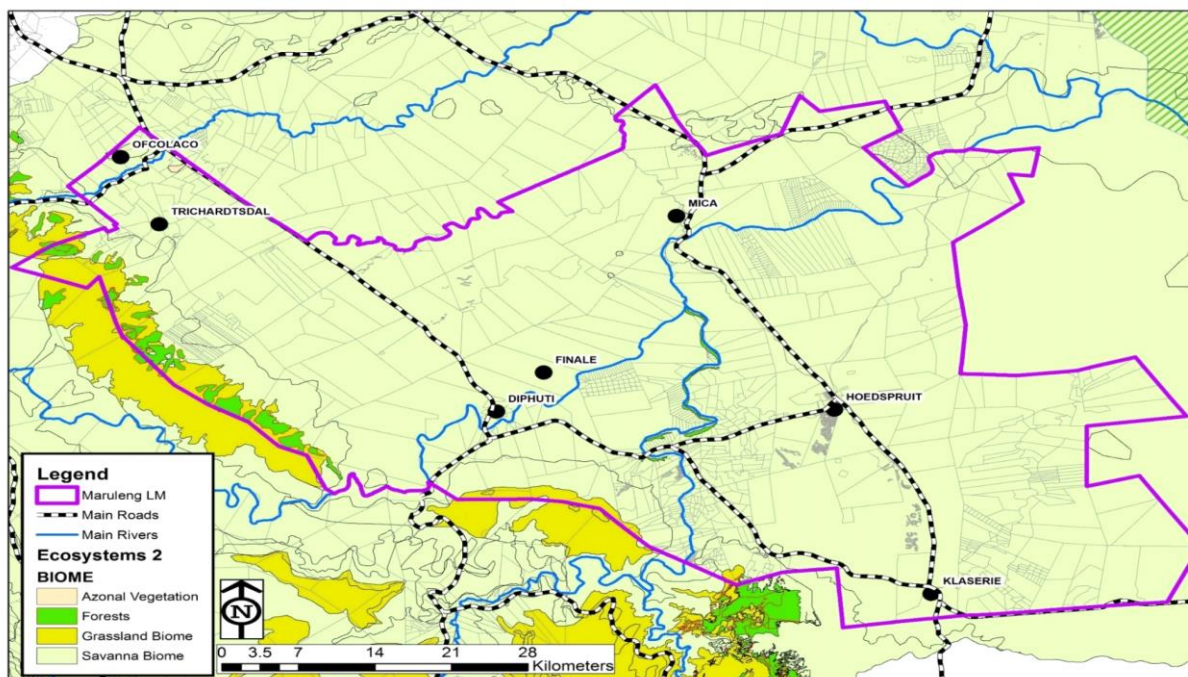 OFCOLACO
TRICHARDTSDAL
MICA
FINALE
DIPHUTI
HOEDSPRUIT
KLASERIE
Legend
Maruleng LM
Main Roads
Main Rivers
Ecosystems 2
BIOME
Azonal Vegetation
Forests
Grassland Biome
Savanna Biome
N
0 3.5 7 14 21 28
Kilometers